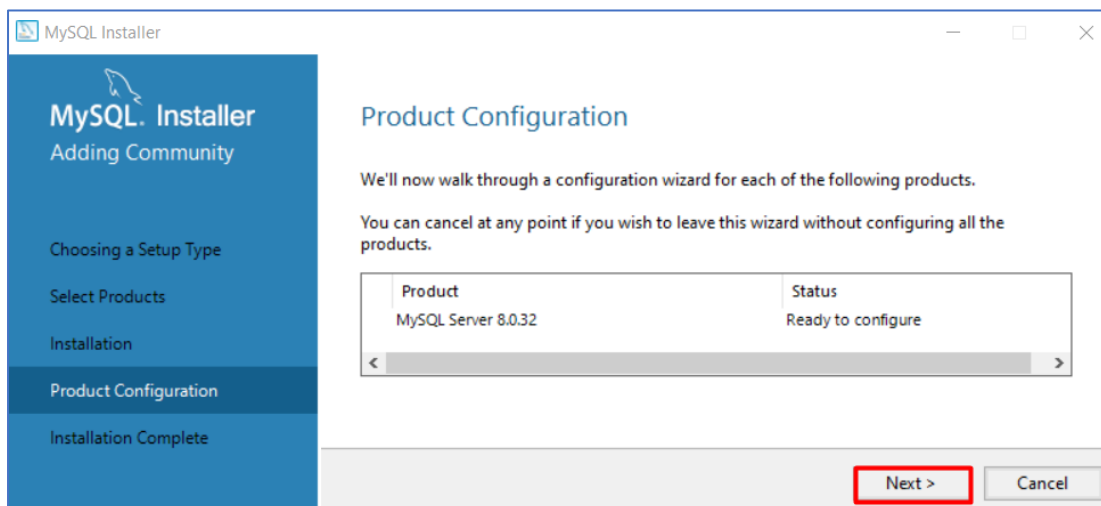 MySQL Installer
MySQL. Installer
Adding Community
Choosing a Setup Type
Select Products
Installation
Product Configuration
Installation Complete
Product Configuration
We'll now walk through a configuration wizard for each of the following products.
You can cancel at any point if you wish to leave this wizard without configuring all the
products.
Product Status
MySQL Server 8.0.32 Ready to configure
Next > Cancel